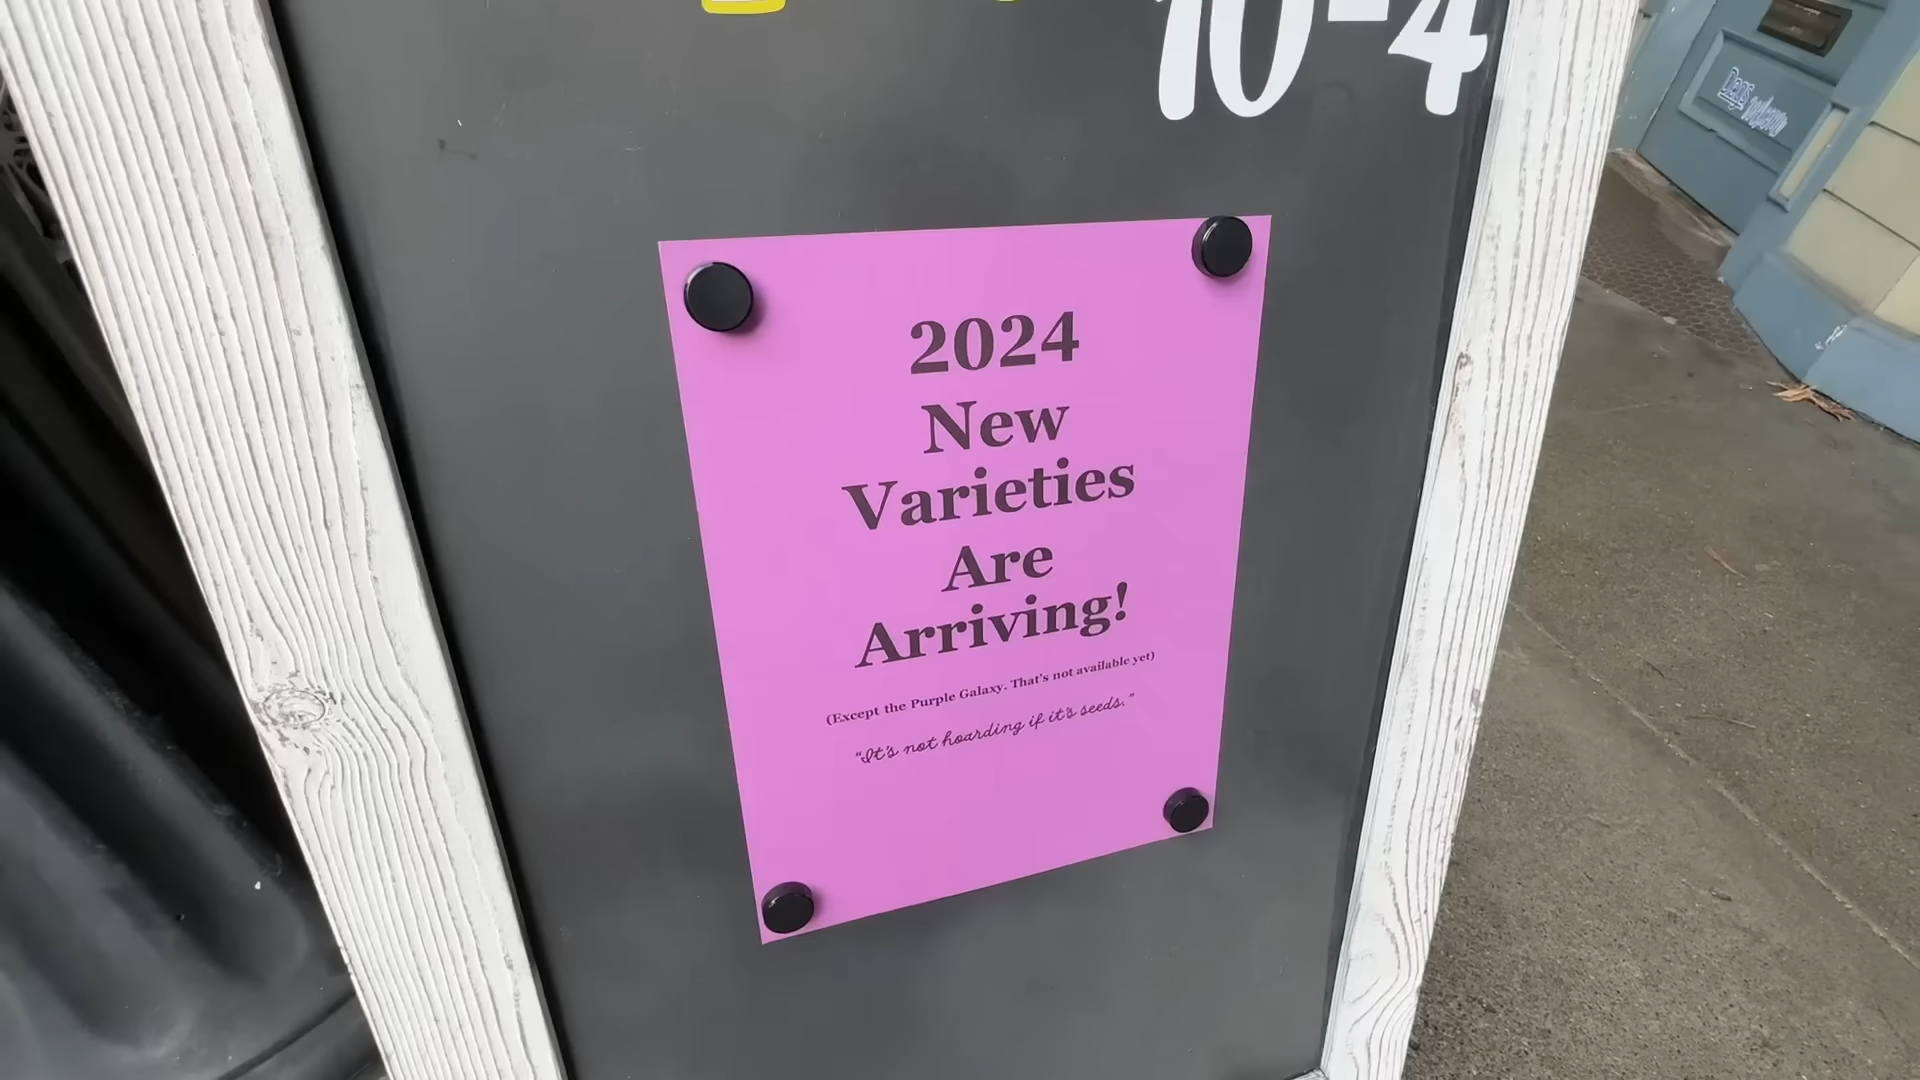 10-4
2024
New
Varieties
Are
Arriving!
(Except the Purple Galaxy. That's not available yet)
"It's not hoarding if it's seeds."
Dogs